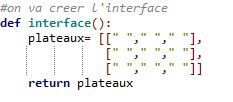 #on va creer l'interface
def interface():
    plateaux= [[" "," "," "],
               [" "," "," "],
               [" "," "," "]]
    return plateaux